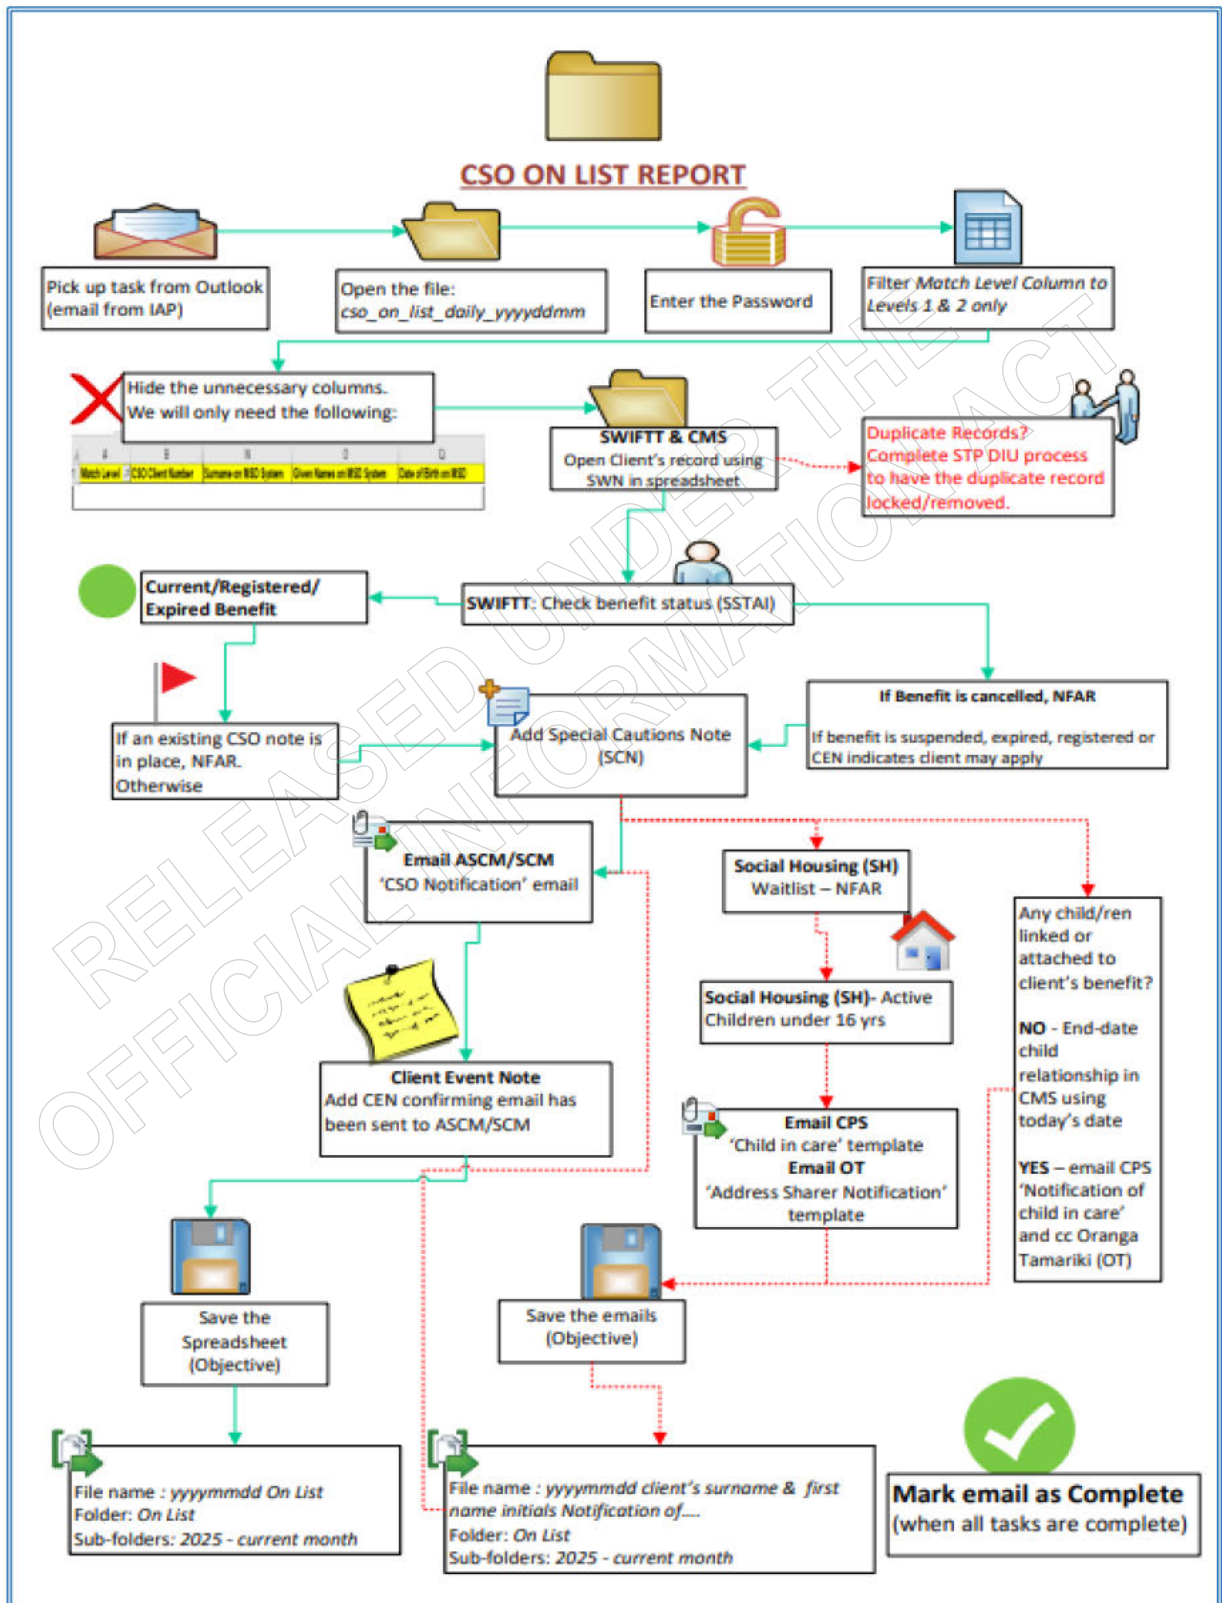 CSO ON LIST REPORT
Pick up task from Outlook
(email from IAP)
Open the file:
cso_on_list_daily_yyyyddmm
Enter the Password
Filter Match Level Column to
Levels 1 & 2 only
Hide the unnecessary columns.
We will only need the following:
A B N O Q
1 Match Level CSO Client Number Surname on MSD System Given Names on MSD System Date of Birth on MSD
SWIFTT & CMS
Open Client's record using
SWN in spreadsheet
Duplicate Records?
Complete STP DIU process
to have the duplicate record
locked/removed.
Current/Registered/
Expired Benefit
SWIFTT: Check benefit status (SSTAI)
If an existing CSO note is
in place, NFAR.
Otherwise
Add Special Cautions Note
(SCN)
If Benefit is cancelled, NFAR
If benefit is suspended, expired, registered or
CEN indicates client may apply
Email ASCM/SCM
'CSO Notification' email
Social Housing (SH)
Waitlist – NFAR
Social Housing (SH)- Active
Children under 16 yrs
Any child/ren
linked or
attached to
client's benefit?
NO - End-date
child
relationship in
CMS using
today's date
YES – email CPS
'Notification of
child in care'
and cc Oranga
Tamariki (OT)
Client Event Note
Add CEN confirming email has
been sent to ASCM/SCM
Email CPS
'Child in care' template
Email OT
'Address Sharer Notification'
template
Save the
Spreadsheet
(Objective)
Save the emails
(Objective)
File name : yyyymmdd On List
Folder: On List
Sub-folders: 2025 - current month
File name : yyyymmdd client's surname & first
name initials Notification of....
Folder: On List
Sub-folders: 2025 - current month
Mark email as Complete
(when all tasks are complete)
RELEASED UNDER THE
OFFICIAL INFORMATION ACT